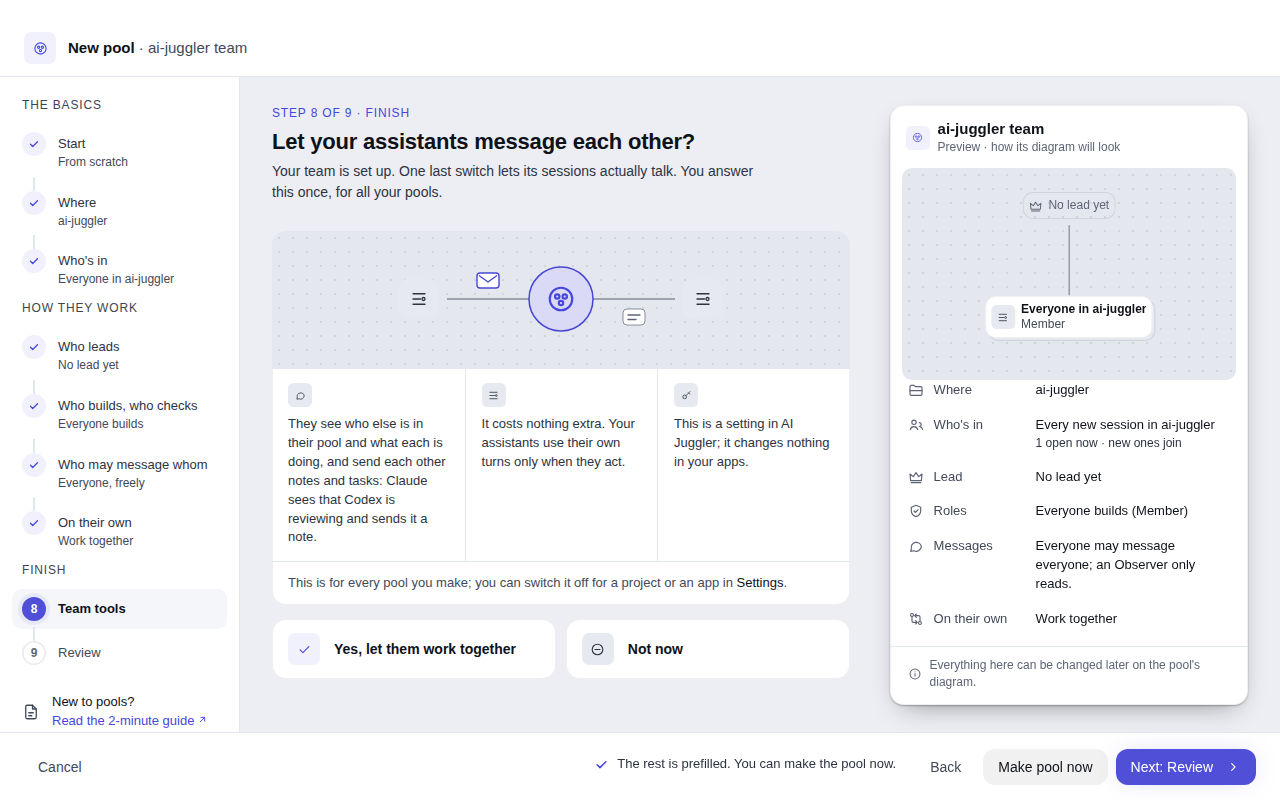 New pool · ai-juggler team
THE BASICS
Start
From scratch
Where
ai-juggler
Who's in
Everyone in ai-juggler
HOW THEY WORK
Who leads
No lead yet
Who builds, who checks
Everyone builds
Who may message whom
Everyone, freely
On their own
Work together
FINISH
8 Team tools
9 Review
New to pools?
Read the 2-minute guide
STEP 8 OF 9 · FINISH
Let your assistants message each other?
Your team is set up. One last switch lets its sessions actually talk. You answer
this once, for all your pools.
They see who else is in
their pool and what each is
doing, and send each other
notes and tasks: Claude
sees that Codex is
reviewing and sends it a
note.
It costs nothing extra. Your
assistants use their own
turns only when they act.
This is a setting in AI
Juggler; it changes nothing
in your apps.
This is for every pool you make; you can switch it off for a project or an app in Settings.
Yes, let them work together
Not now
ai-juggler team
Preview · how its diagram will look
No lead yet
Everyone in ai-juggler
Member
Where ai-juggler
Who's in Every new session in ai-juggler
1 open now · new ones join
Lead No lead yet
Roles Everyone builds (Member)
Messages Everyone may message
everyone; an Observer only
reads.
On their own Work together
Everything here can be changed later on the pool's
diagram.
Cancel
The rest is prefilled. You can make the pool now.
Back
Make pool now
Next: Review